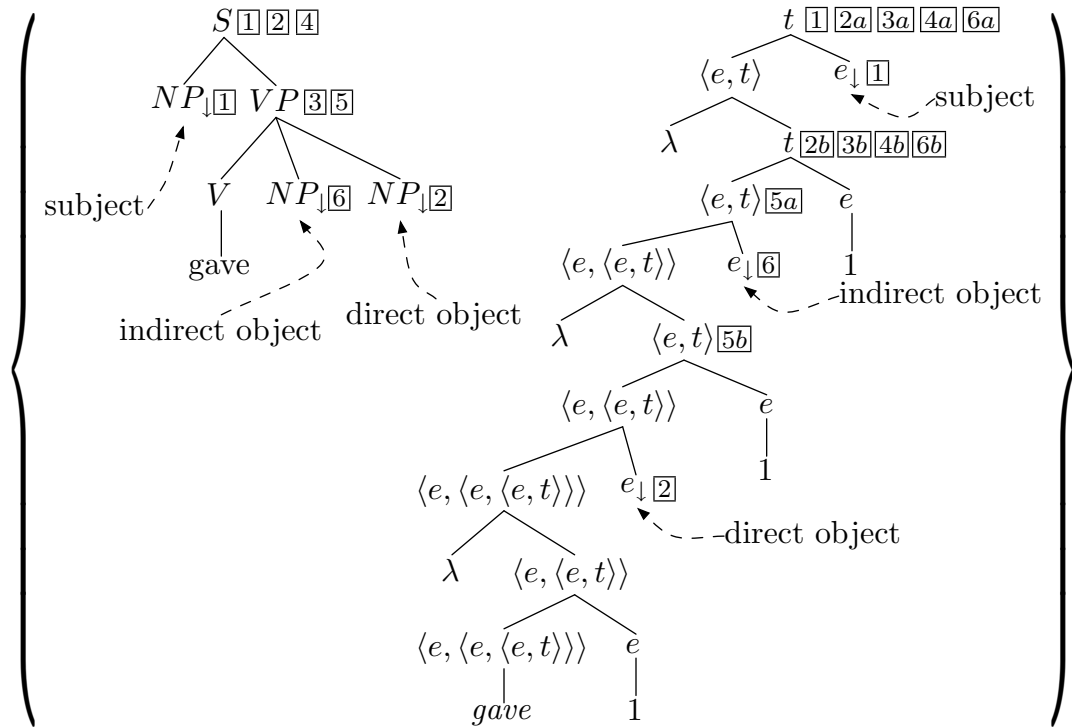 S 1 2 4
NP↓ 1 VP 3 5
subject
V NP↓ 6 NP↓ 2
gave
indirect object
direct object
t 1 2a 3a 4a 6a
⟨e, t⟩ e↓ 1
subject
λ t 2b 3b 4b 6b
⟨e, t⟩ 5a e
⟨e, ⟨e, t⟩⟩ e↓ 6 1
indirect object
λ ⟨e, t⟩ 5b
⟨e, ⟨e, t⟩⟩ e
1
⟨e, ⟨e, ⟨e, t⟩⟩⟩ e↓ 2
direct object
λ ⟨e, ⟨e, t⟩⟩
⟨e, ⟨e, ⟨e, t⟩⟩⟩ e
gave 1